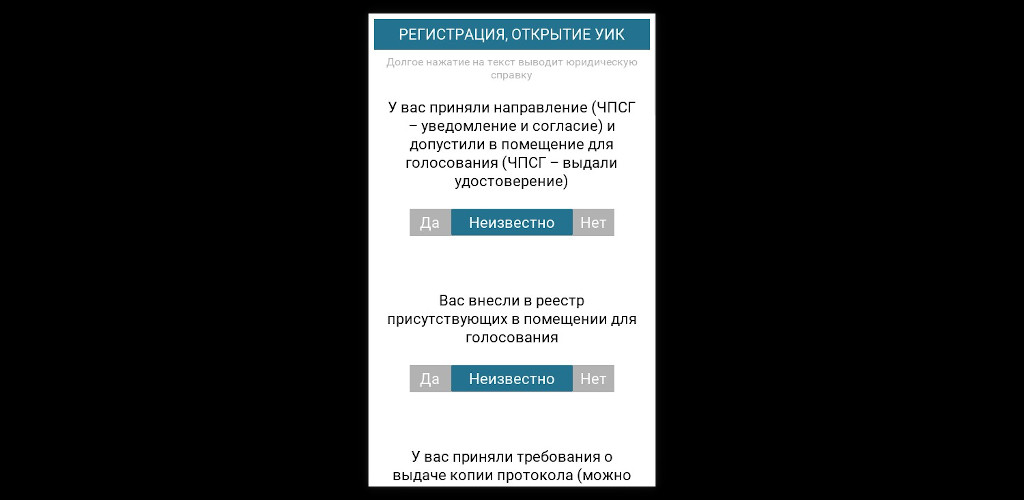 РЕГИСТРАЦИЯ, ОТКРЫТИЕ УИК
Долгое нажатие на текст выводит юридическую
справку
У вас приняли направление (ЧПСГ
– уведомление и согласие) и
допустили в помещение для
голосования (ЧПСГ – выдали
удостоверение)
Да Неизвестно Нет
Вас внесли в реестр
присутствующих в помещении для
голосования
Да Неизвестно Нет
У вас приняли требования о
выдаче копии протокола (можно